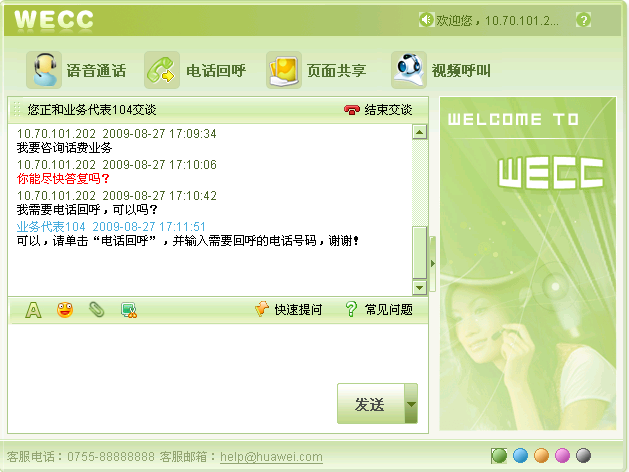 WECC
欢迎您，10.70.101.2...
?
语音通话
电话回呼
页面共享
视频呼叫
您正和业务代表104交谈
结束交谈
10.70.101.202 2009-08-27 17:09:34
我要咨询话费业务
10.70.101.202 2009-08-27 17:10:06
你能尽快答复吗？
10.70.101.202 2009-08-27 17:10:42
我需要电话回呼，可以吗？
业务代表104 2009-08-27 17:11:51
可以，请单击“电话回呼”，并输入需要回呼的电话号码，谢谢！
WELCOME TO
WECC
A
快速提问
? 常见问题
发送
客服电话：0755-88888888 客服邮箱：help@huawei.com